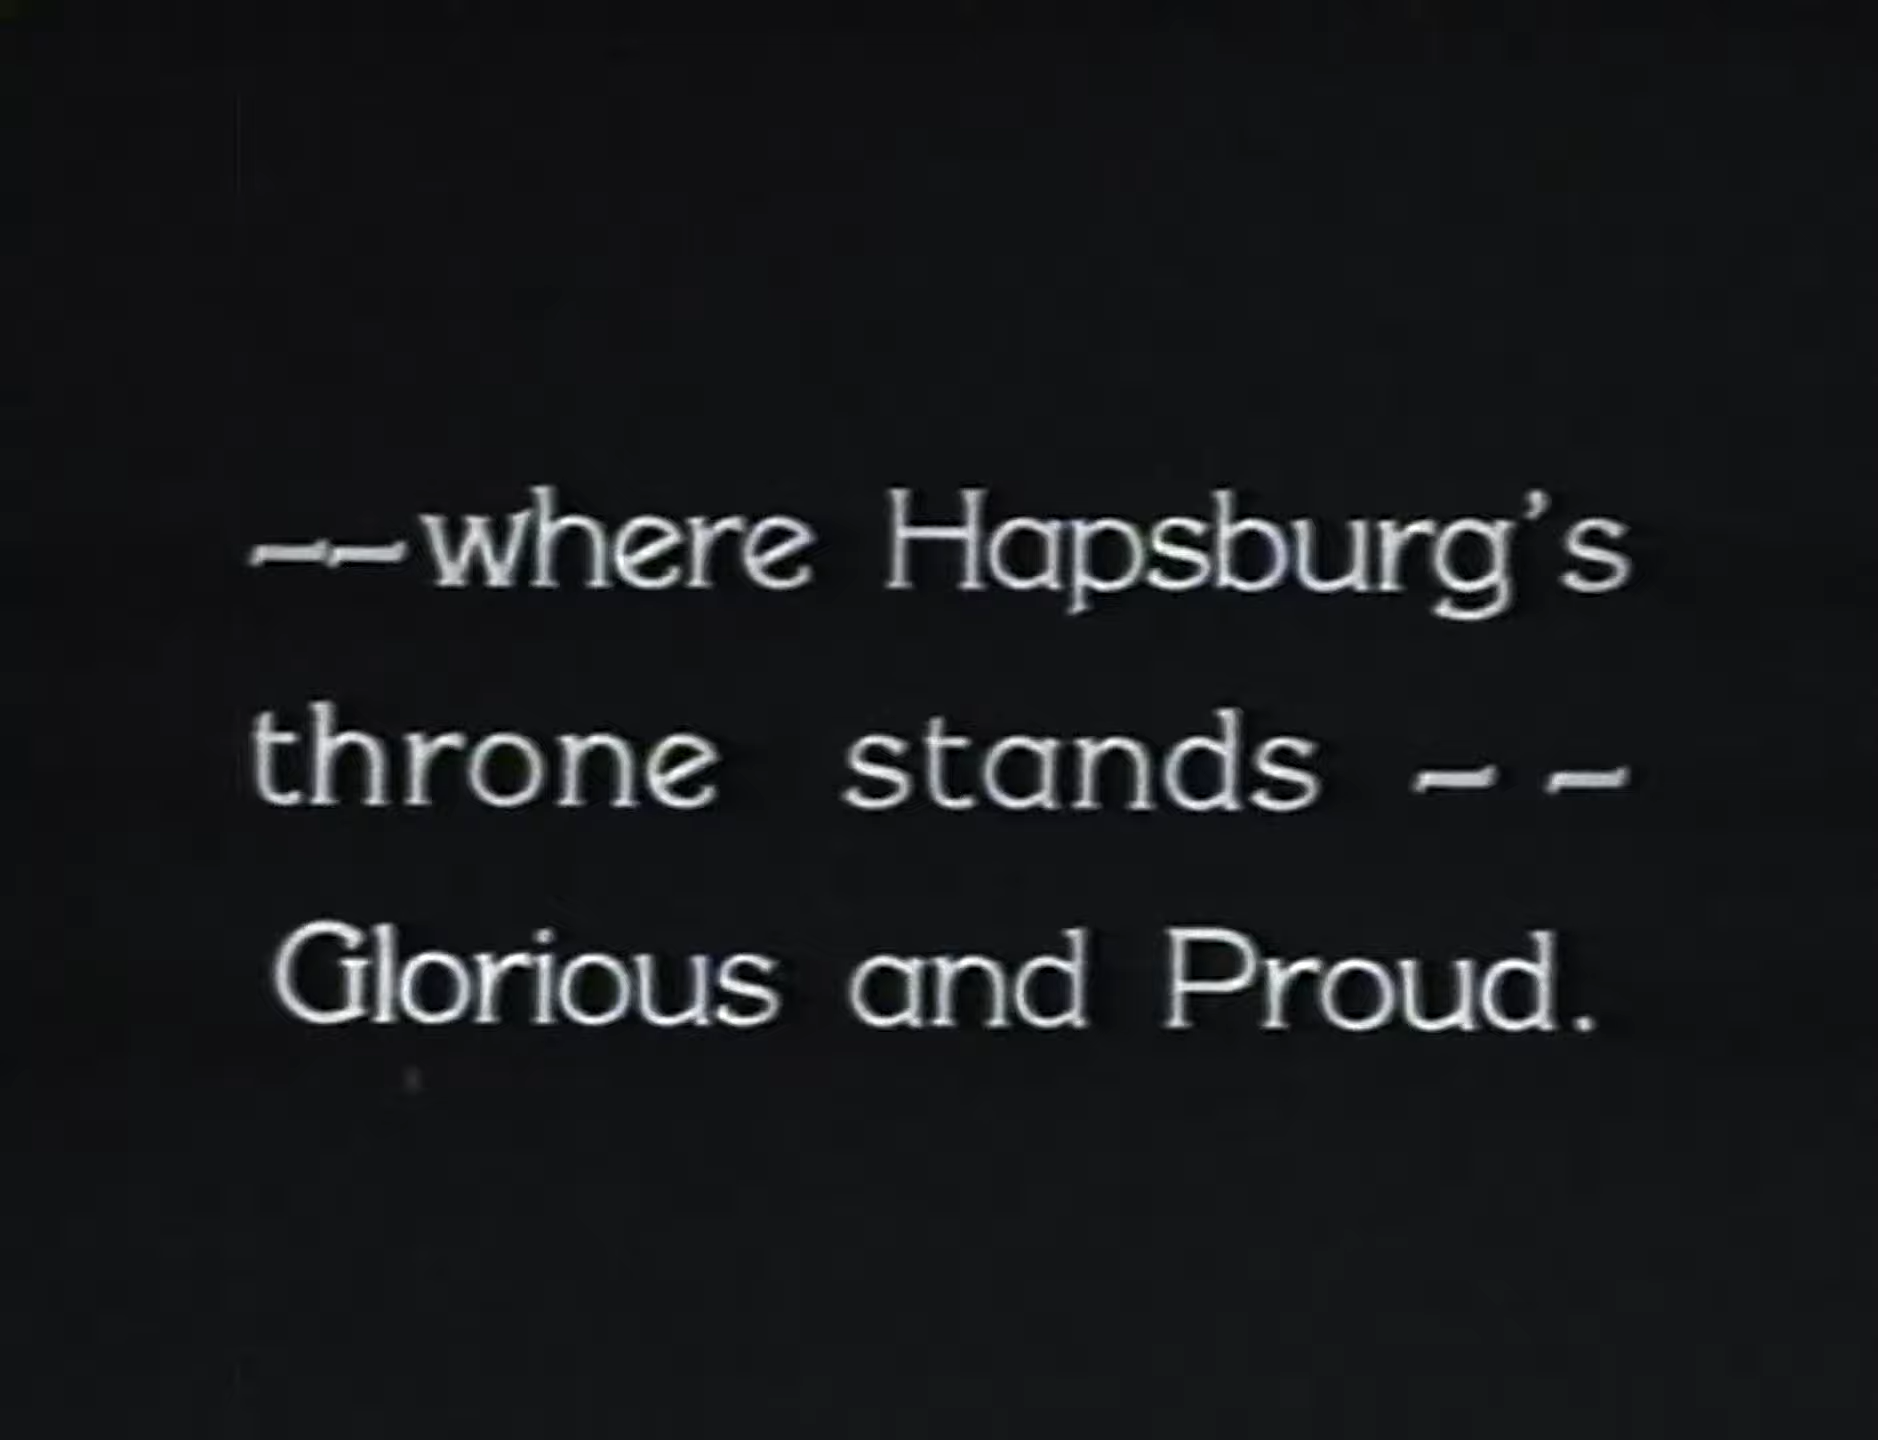 --where Hapsburg's
throne stands - -
Glorious and Proud.